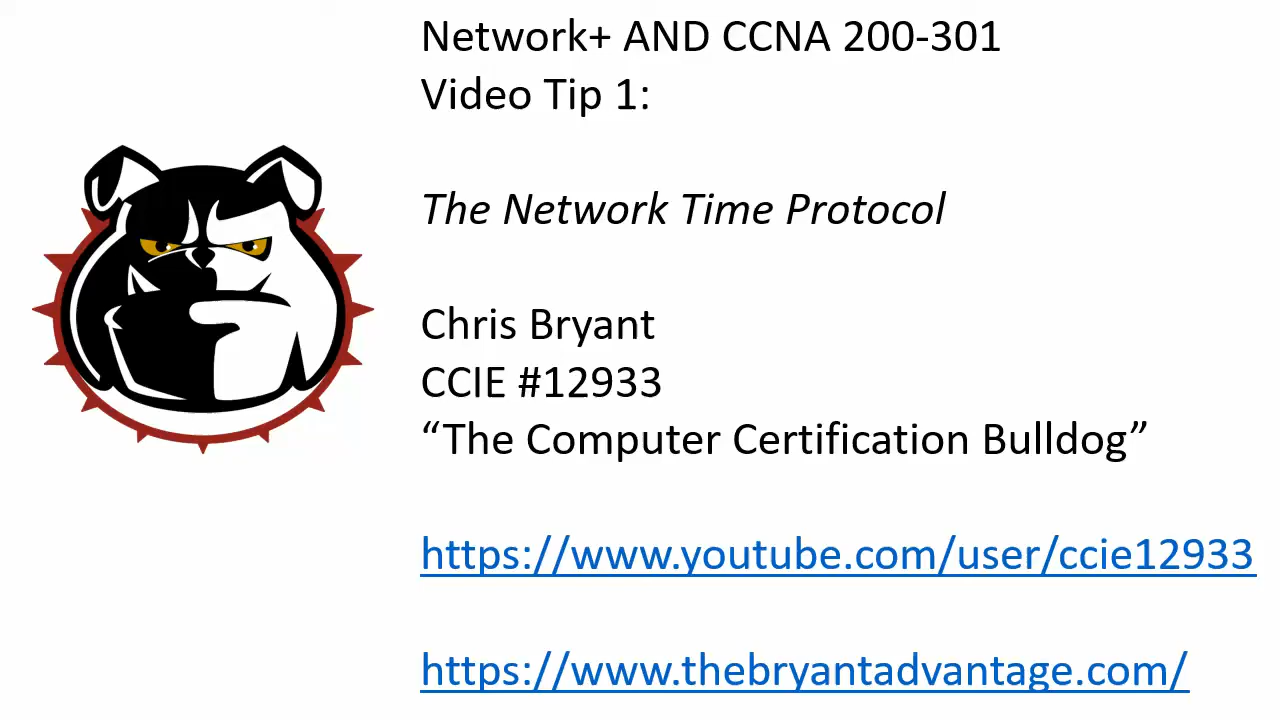 Network+ AND CCNA 200-301
Video Tip 1:
The Network Time Protocol
Chris Bryant
CCIE #12933
“The Computer Certification Bulldog”
https://www.youtube.com/user/ccie12933
https://www.thebryantadvantage.com/